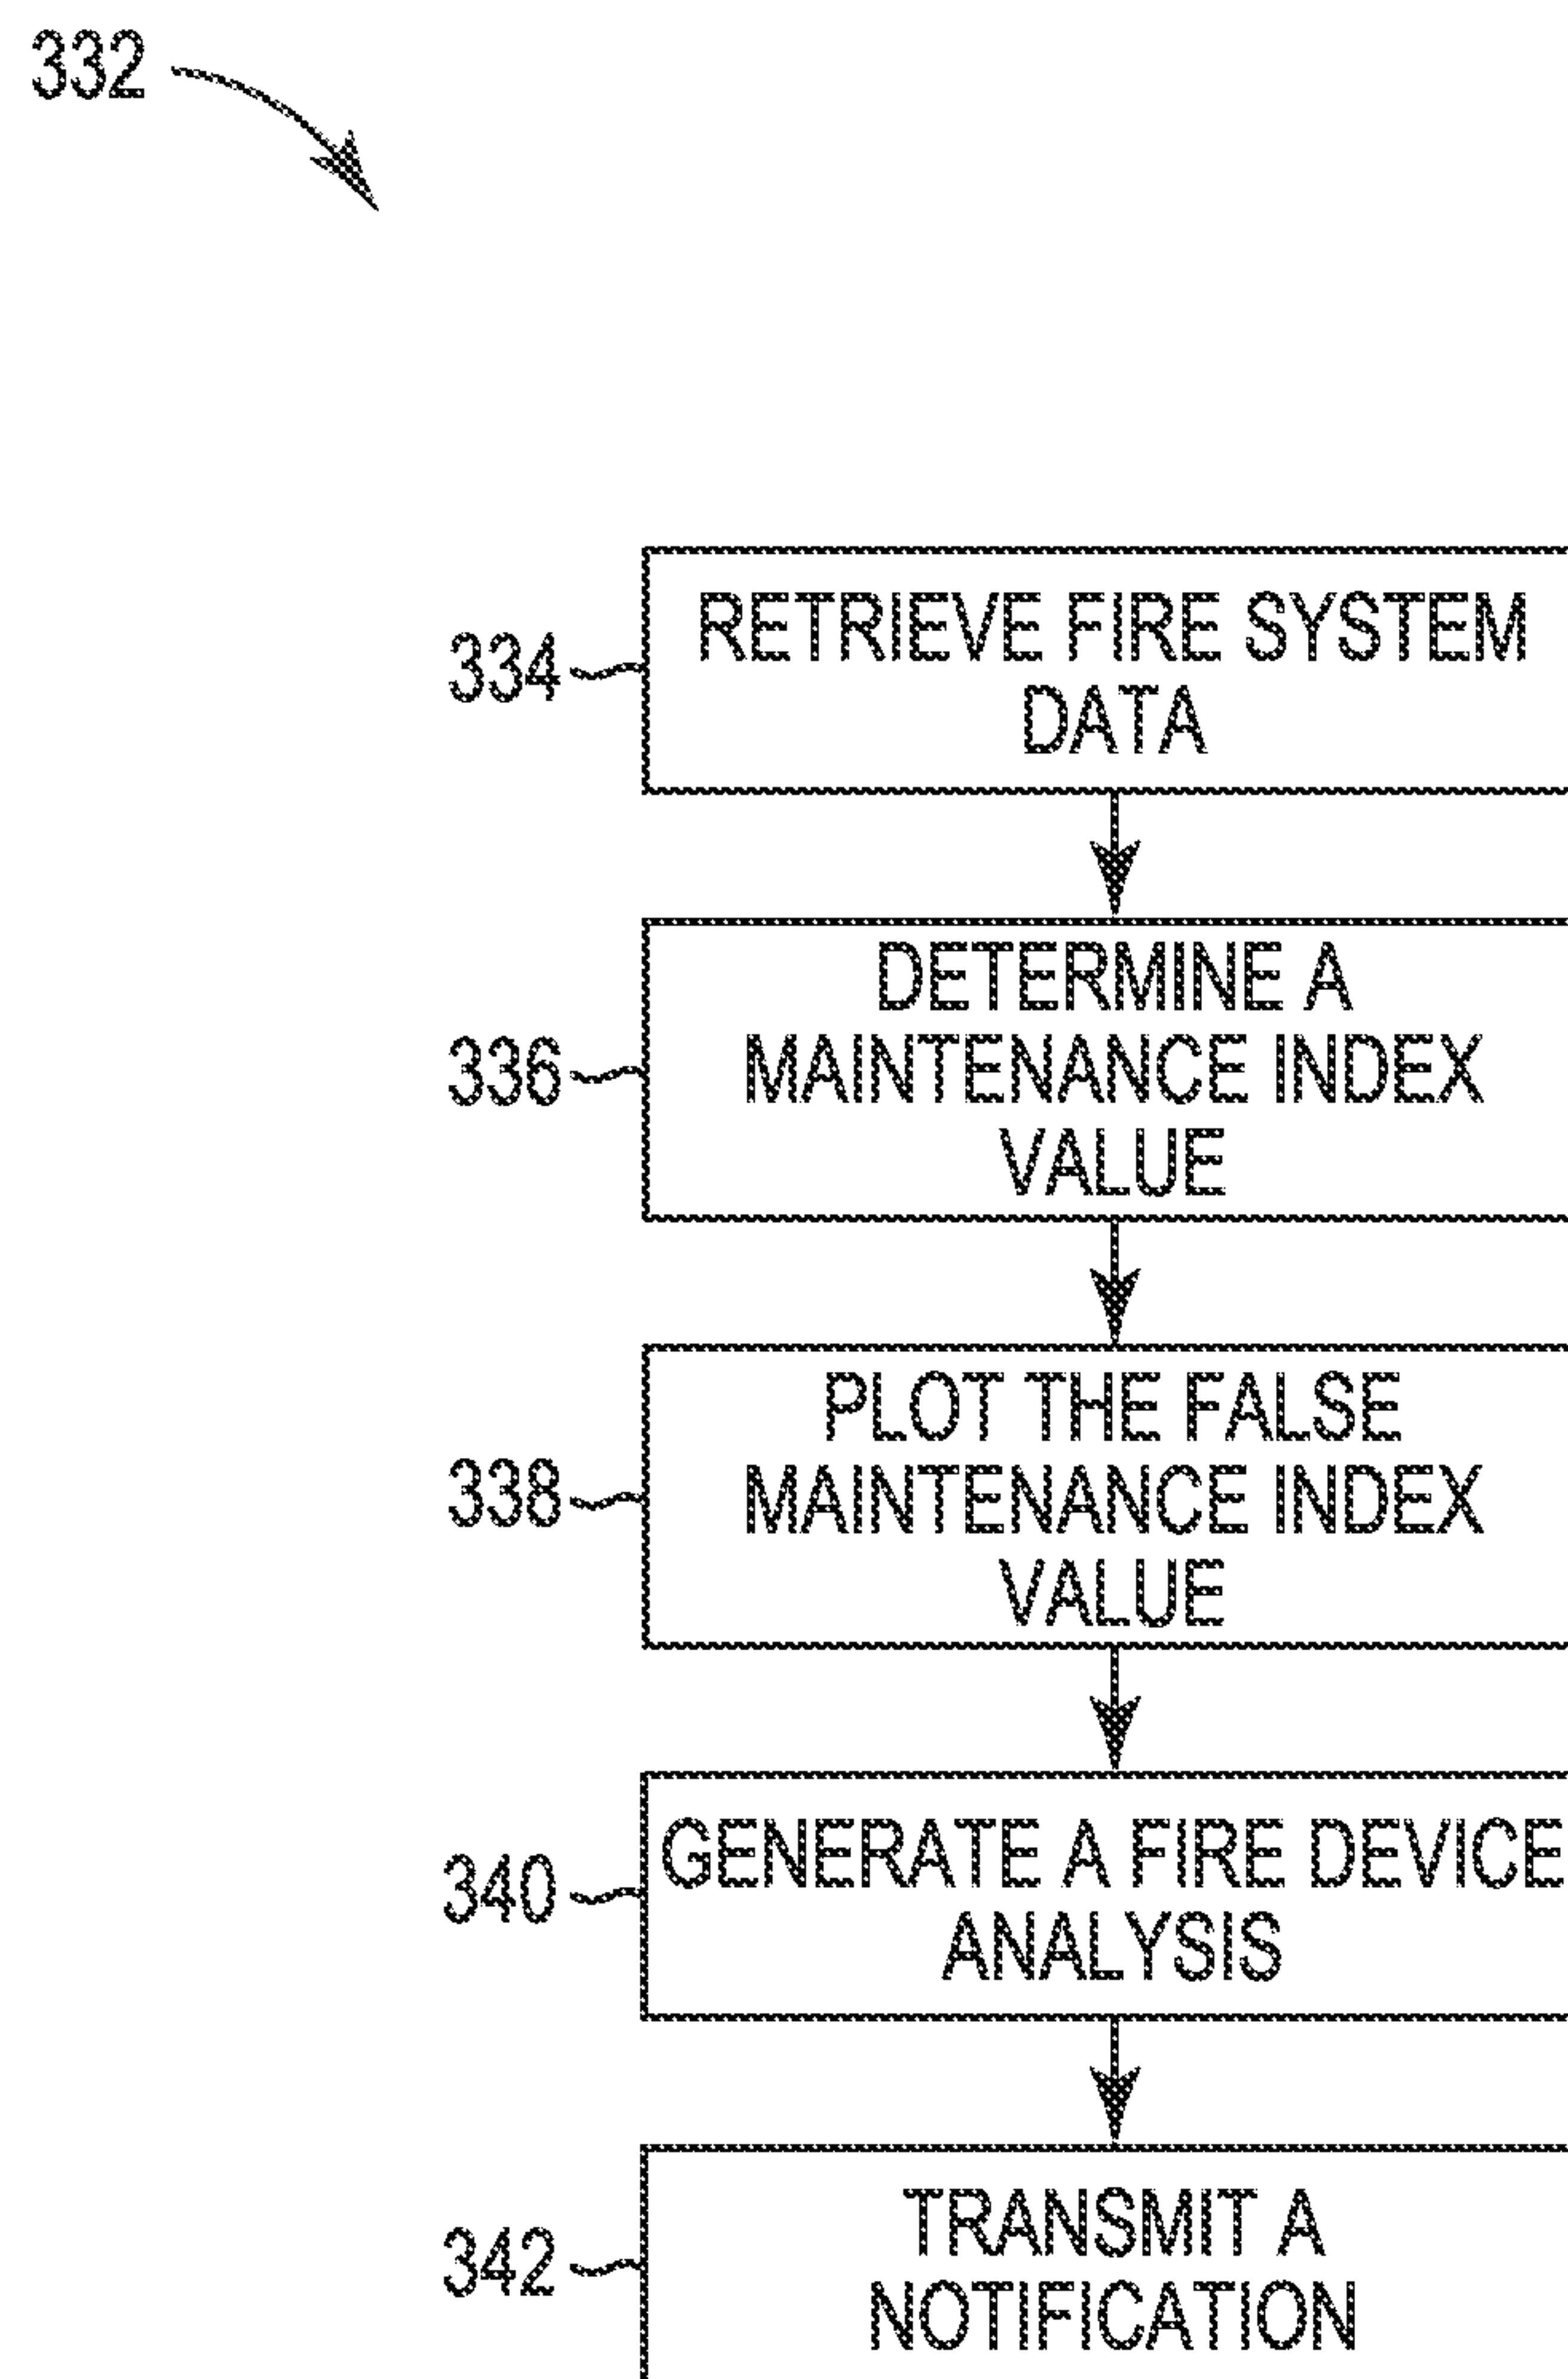 332
334
RETRIEVE FIRE SYSTEM
DATA
336
DETERMINE A
MAINTENANCE INDEX
VALUE
338
PLOT THE FALSE
MAINTENANCE INDEX
VALUE
340
GENERATE A FIRE DEVICE
ANALYSIS
342
TRANSMIT A
NOTIFICATION